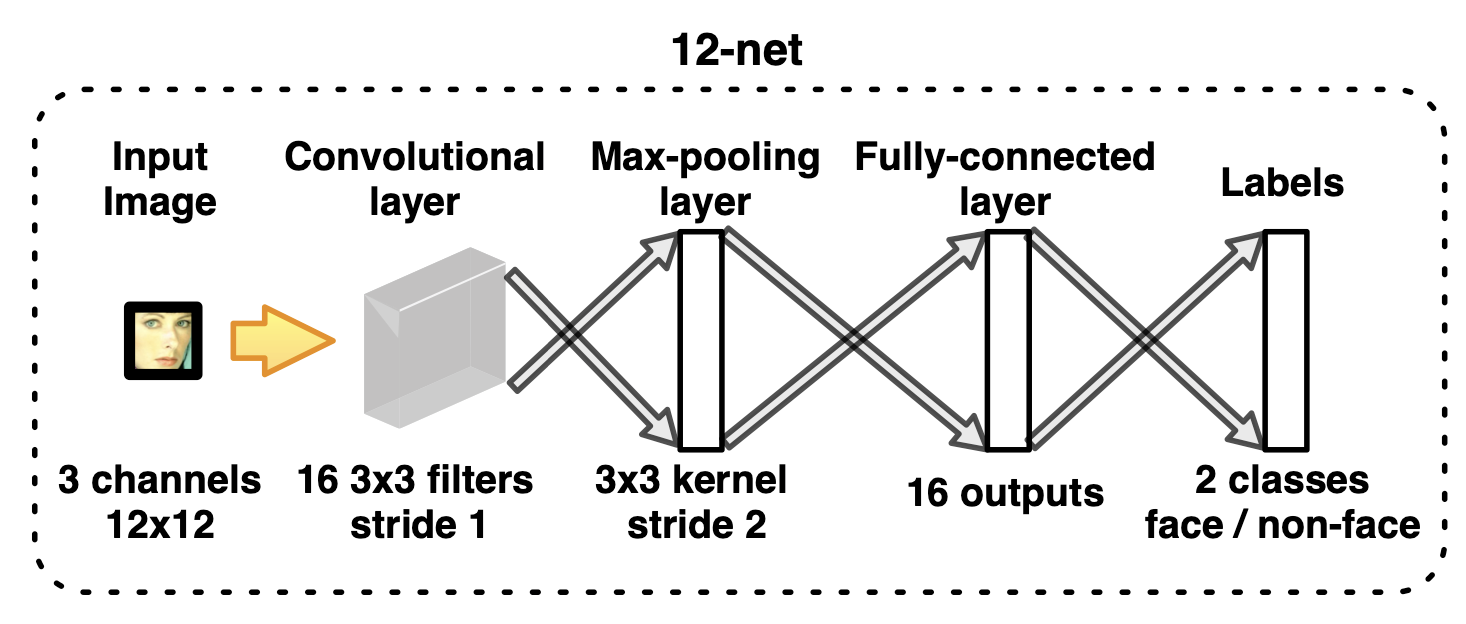 12-net
Input
Image
Convolutional
layer
Max-pooling
layer
Fully-connected
layer
Labels
3 channels
12x12
16 3x3 filters
stride 1
3x3 kernel
stride 2
16 outputs
2 classes
face / non-face